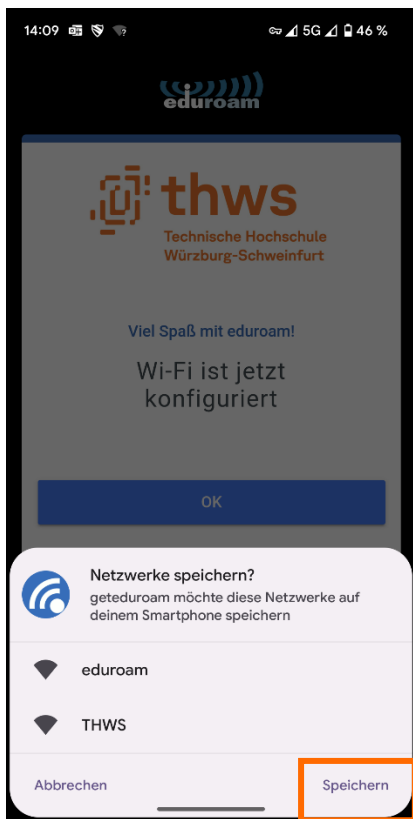 14:09 5G 46 %
eduroam
thws
Technische Hochschule
Würzburg-Schweinfurt
Viel Spaß mit eduroam!
Wi-Fi ist jetzt
konfiguriert
OK
Netzwerke speichern?
geteduroam möchte diese Netzwerke auf
deinem Smartphone speichern
eduroam
THWS
Abbrechen Speichern